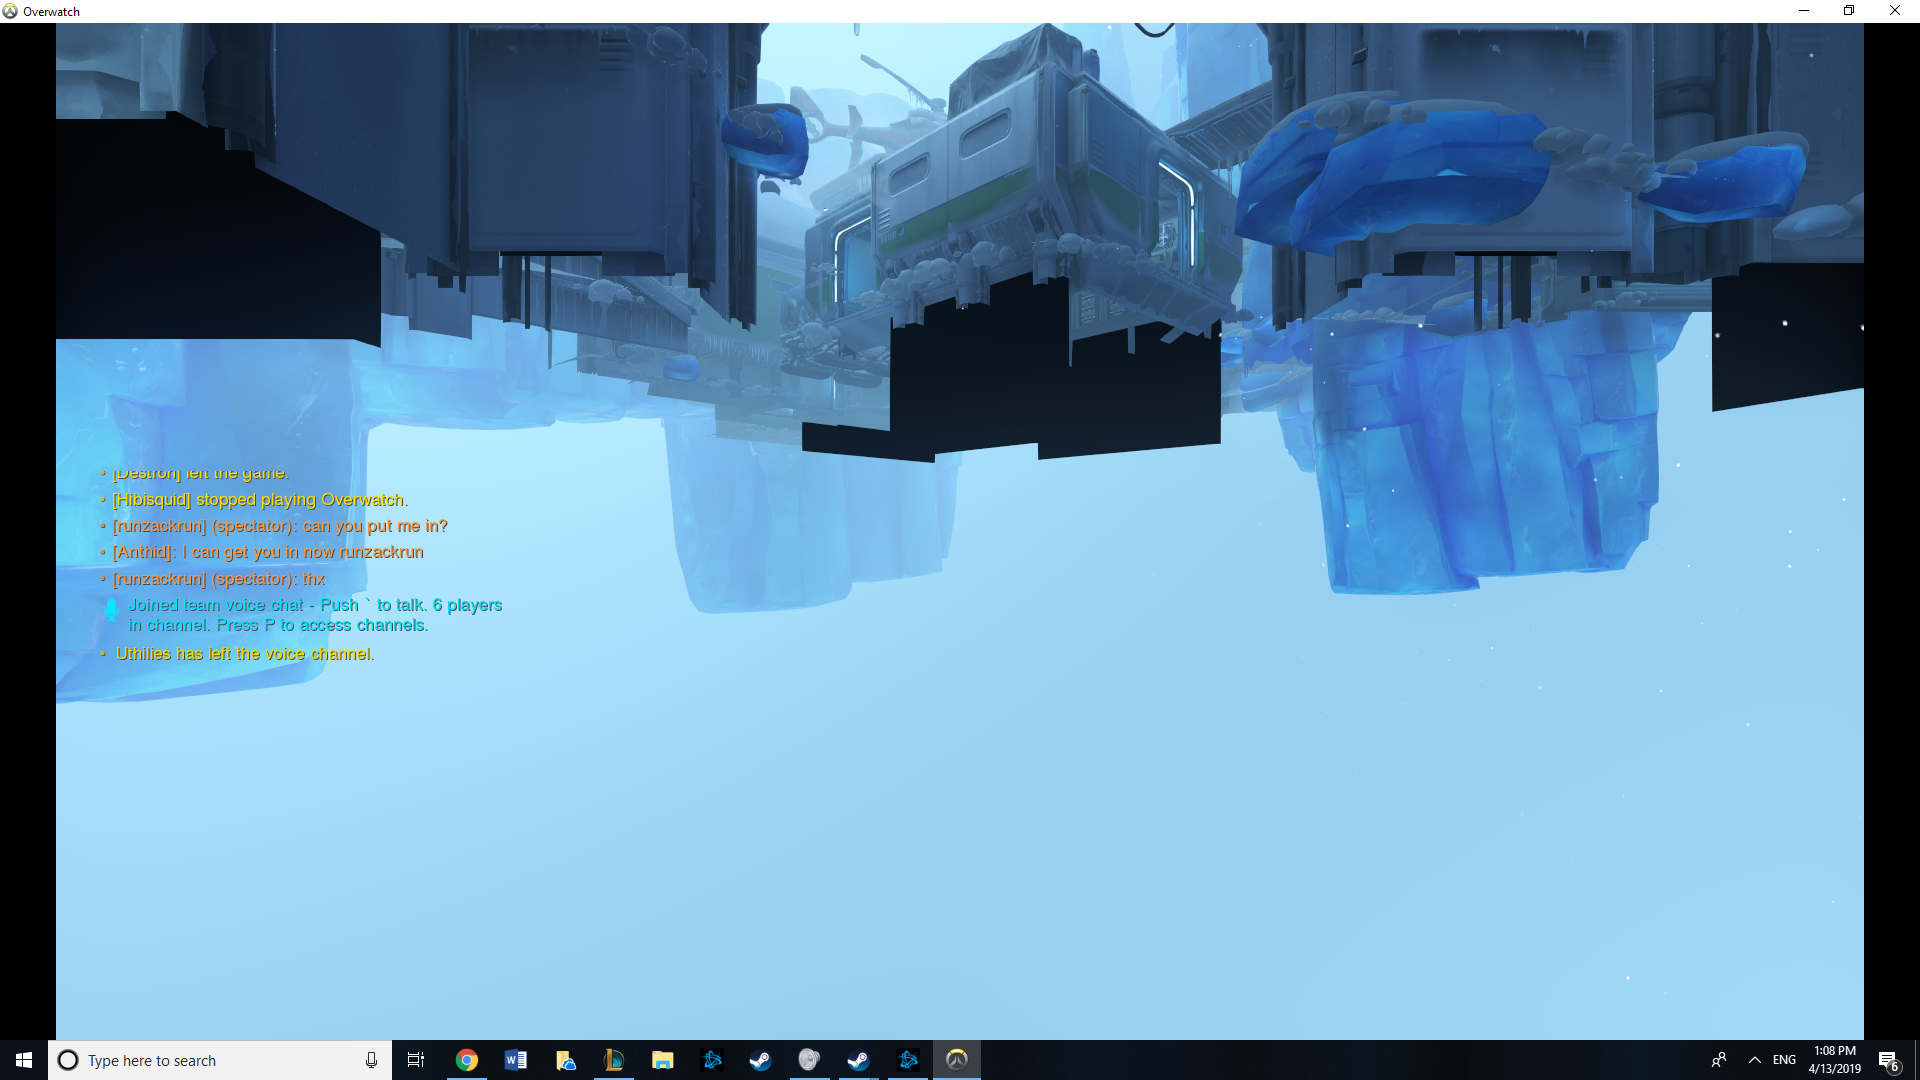 Overwatch
• [Destron] left the game.
• [Hibisquid] stopped playing Overwatch.
• [runzackrun] (spectator): can you put me in?
• [Anthid]: I can get you in now runzackrun
• [runzackrun] (spectator): thx
Joined team voice chat - Push ` to talk. 6 players
in channel. Press P to access channels.
• Uthilies has left the voice channel.
Type here to search
ENG
1:08 PM
4/13/2019
6